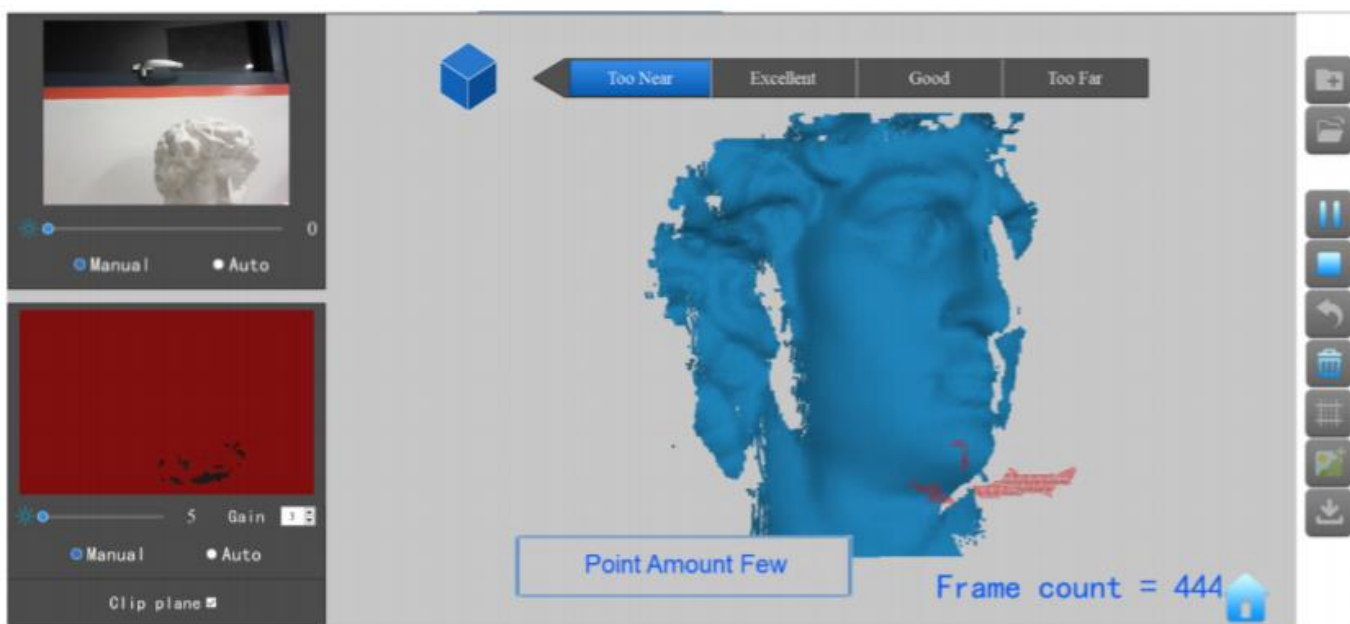 Too Near Excellent Good Too Far
0
Manual Auto
5 Gain 3
Manual Auto
Clip plane
Point Amount Few
Frame count = 444